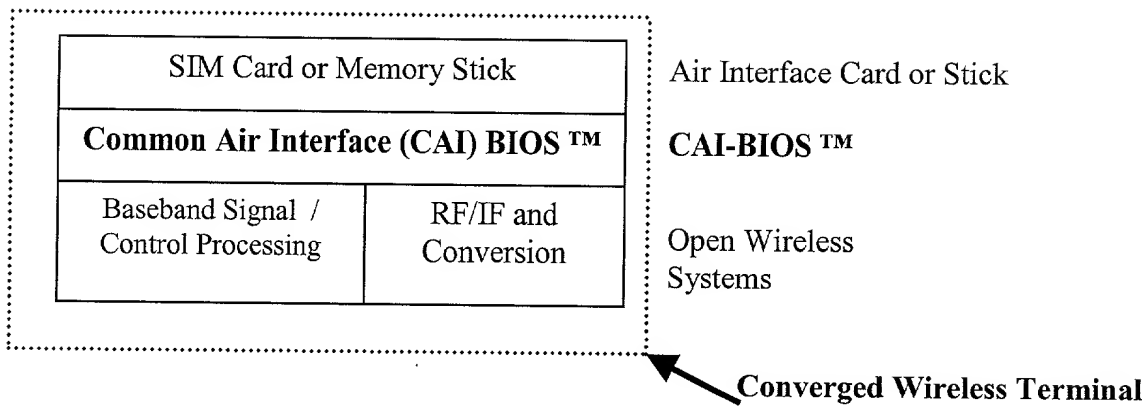 SIM Card or Memory Stick
Air Interface Card or Stick
Common Air Interface (CAI) BIOS ™
CAI-BIOS ™
Baseband Signal /
Control Processing
RF/IF and
Conversion
Open Wireless
Systems
Converged Wireless Terminal